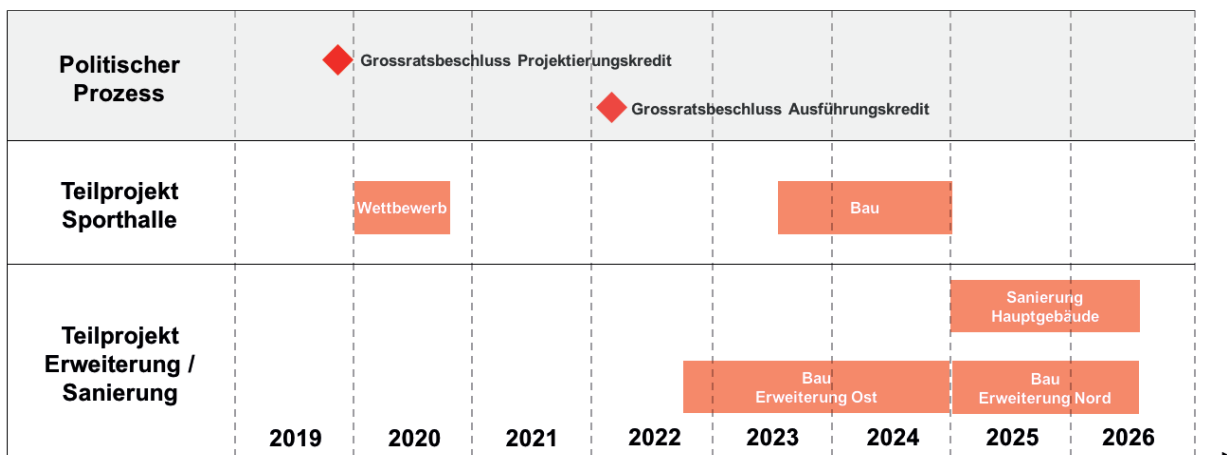 Politischer
Prozess
Grossratsbeschluss Projektierungskredit
Grossratsbeschluss Ausführungskredit
Teilprojekt
Sporthalle
Wettbewerb
Bau
Teilprojekt
Erweiterung /
Sanierung
Sanierung
Hauptgebäude
Bau
Erweiterung Ost
Bau
Erweiterung Nord
2019 2020 2021 2022 2023 2024 2025 2026